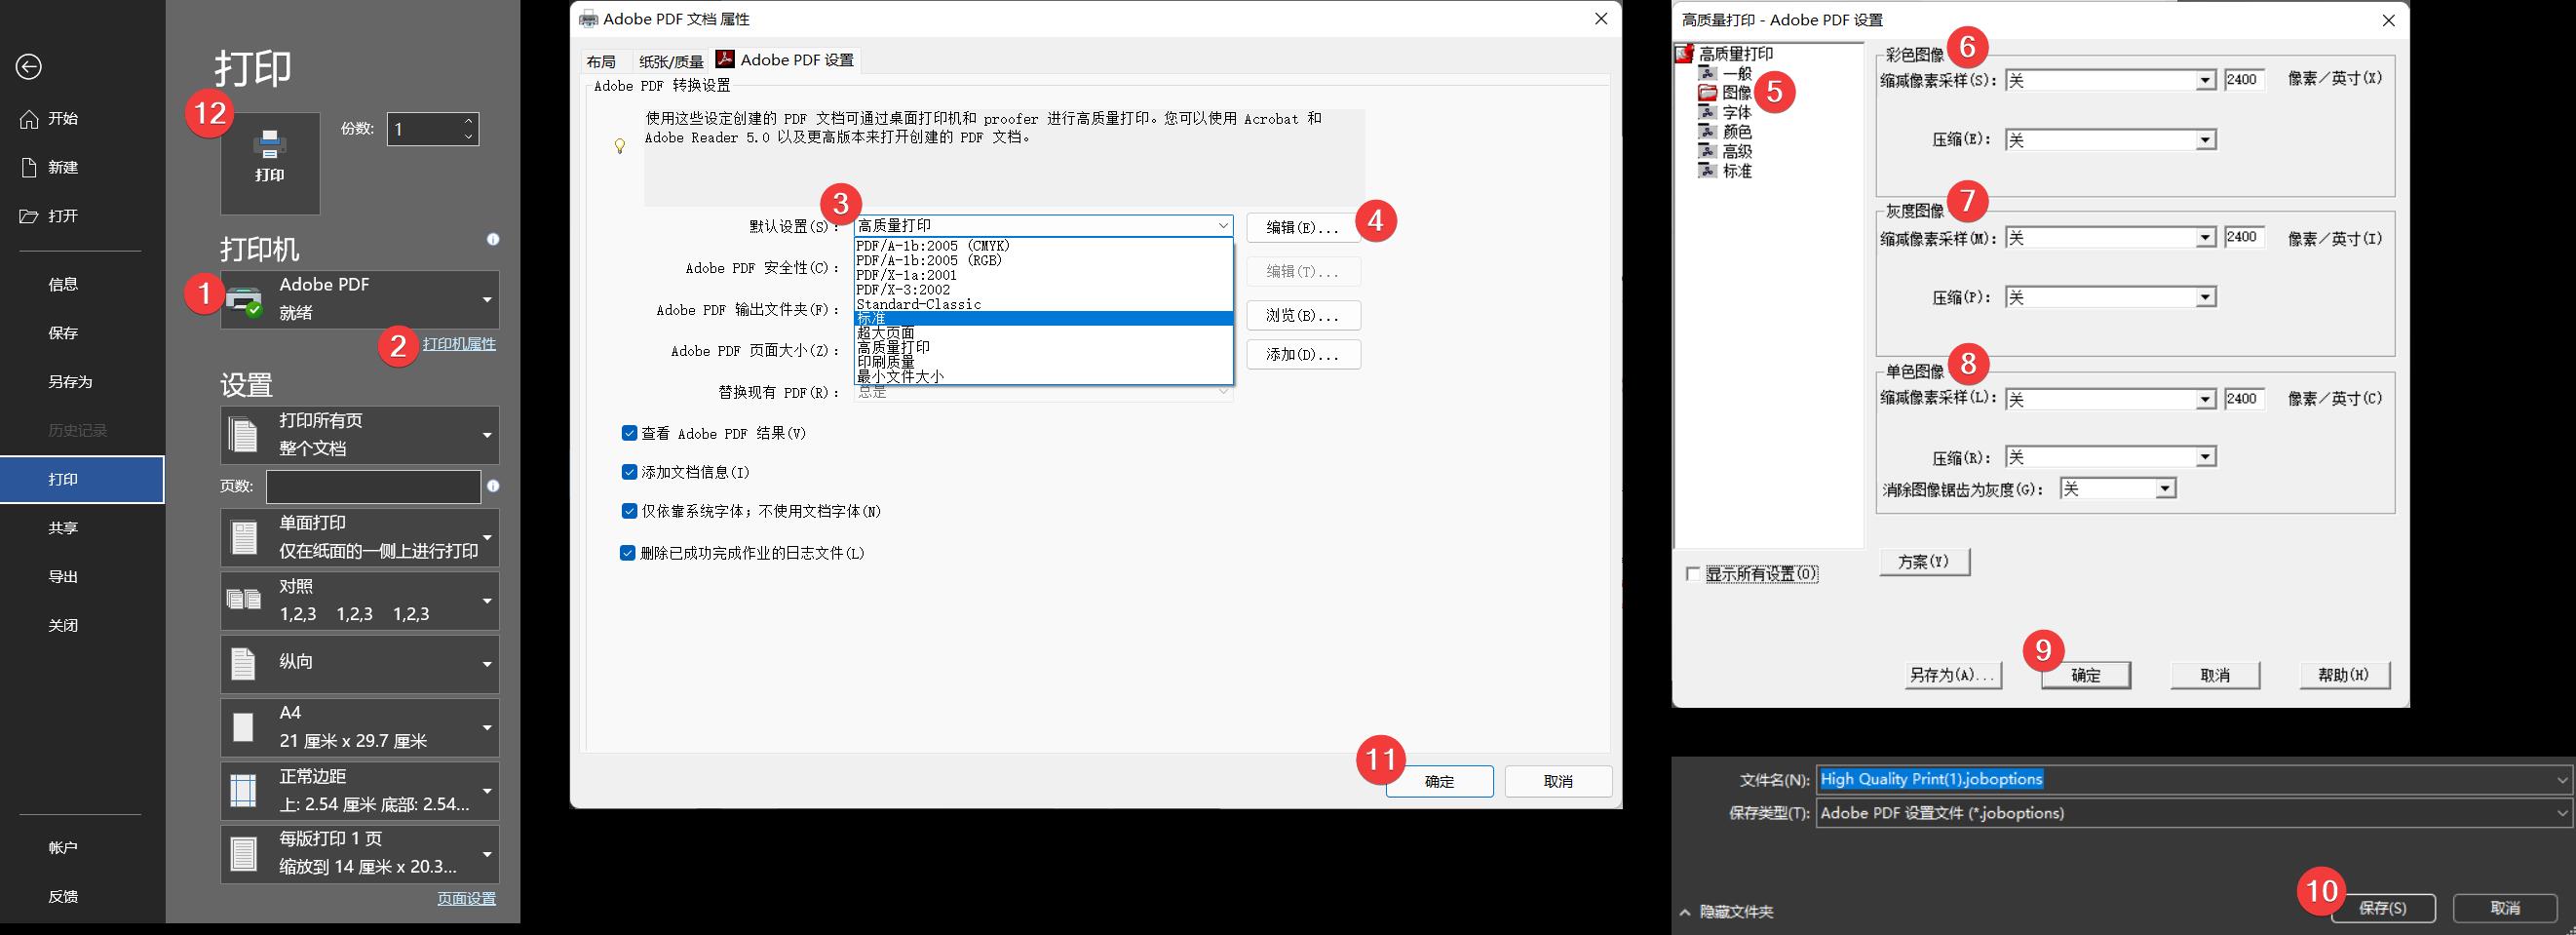 打印
开始
新建
打开
信息
保存
另存为
历史记录
打印
共享
导出
关闭
帐户
反馈
12
打印
份数: 1
打印机
1
Adobe PDF
就绪
2
打印机属性
设置
打印所有页
整个文档
页数:
单面打印
仅在纸面的一侧上进行打印
对照
1,2,3 1,2,3 1,2,3
纵向
A4
21 厘米 x 29.7 厘米
正常边距
上: 2.54 厘米 底部: 2.54...
每版打印 1 页
缩放到 14 厘米 x 20.3...
页面设置
Adobe PDF 文档 属性
布局 纸张/质量 Adobe PDF 设置
Adobe PDF 转换设置
使用这些设定创建的 PDF 文档可通过桌面打印机和 proofer 进行高质量打印。您可以使用 Acrobat 和
Adobe Reader 5.0 以及更高版本来打开创建的 PDF 文档。
3
默认设置(S): 高质量打印 编辑(E)...
4
PDF/A-1b:2005 (CMYK)
PDF/A-1b:2005 (RGB)
PDF/X-1a:2001
PDF/X-3:2002
Standard-Classic
标准
超大页面
高质量打印
印刷质量
最小文件大小
Adobe PDF 安全性(C): 编辑(T)...
Adobe PDF 输出文件夹(F): 浏览(B)...
Adobe PDF 页面大小(Z): 添加(D)...
替换现有 PDF(R): 总是
查看 Adobe PDF 结果(V)
添加文档信息(I)
仅依靠系统字体；不使用文档字体(N)
删除已成功完成作业的日志文件(L)
11
确定 取消
高质量打印 - Adobe PDF 设置
高质量打印
一般
图像
5
字体
颜色
高级
标准
显示所有设置(O)
彩色图像
6
缩减像素采样(S): 关 2400 像素／英寸(X)
压缩(E): 关
灰度图像
7
缩减像素采样(M): 关 2400 像素／英寸(I)
压缩(P): 关
单色图像
8
缩减像素采样(L): 关 2400 像素／英寸(C)
压缩(R): 关
消除图像锯齿为灰度(G): 关
方案(Y)
9
另存为(A)... 确定 取消 帮助(H)
文件名(N): High Quality Print(1).joboptions
保存类型(T): Adobe PDF 设置文件 (*.joboptions)
10
隐藏文件夹 保存(S) 取消